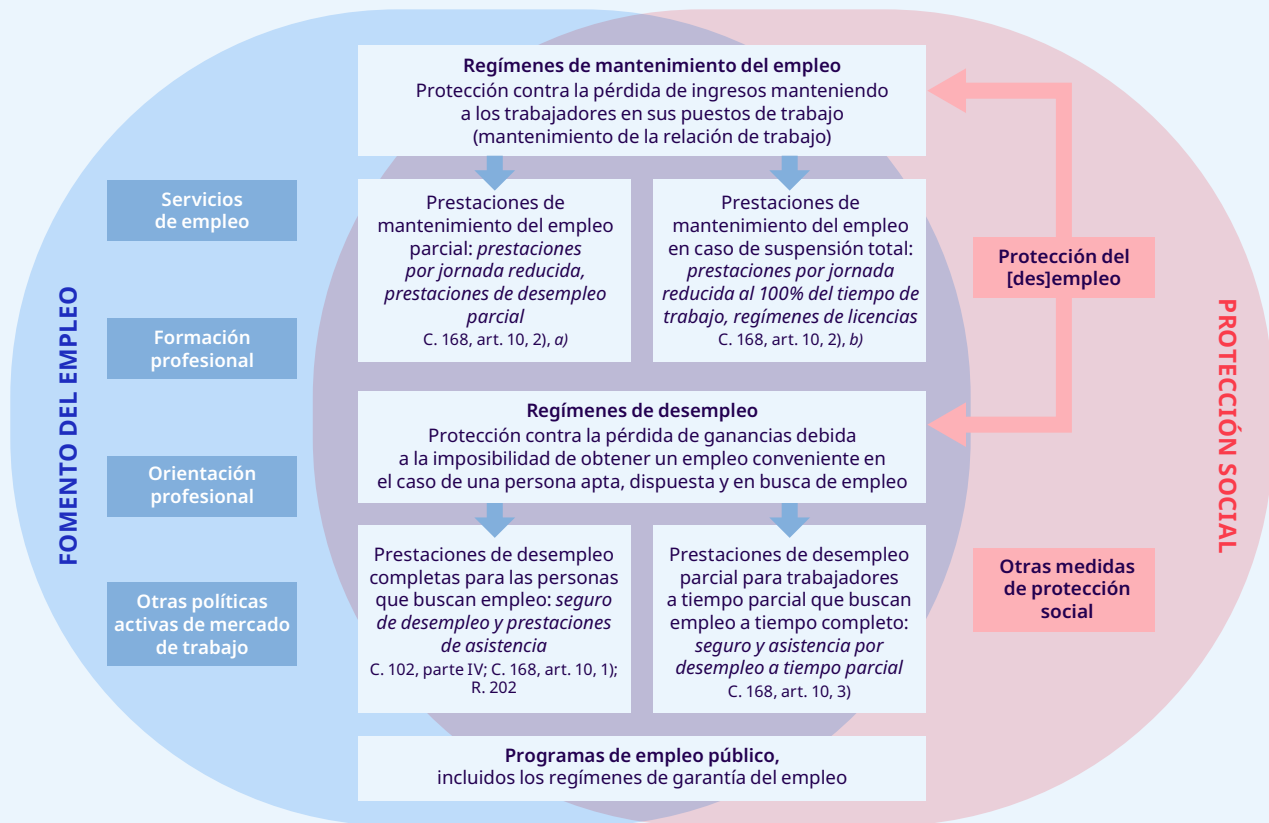 FOMENTO DEL EMPLEO
Servicios
de empleo
Formación
profesional
Orientación
profesional
Otras políticas
activas de mercado
de trabajo
Regímenes de mantenimiento del empleo
Protección contra la pérdida de ingresos manteniendo
a los trabajadores en sus puestos de trabajo
(mantenimiento de la relación de trabajo)
Prestaciones de
mantenimiento del empleo
parcial: prestaciones
por jornada reducida,
prestaciones de desempleo
parcial
C. 168, art. 10, 2), a)
Prestaciones de
mantenimiento del empleo
en caso de suspensión total:
prestaciones por jornada
reducida al 100% del tiempo de
trabajo, regímenes de licencias
C. 168, art. 10, 2), b)
Regímenes de desempleo
Protección contra la pérdida de ganancias debida
a la imposibilidad de obtener un empleo conveniente en
el caso de una persona apta, dispuesta y en busca de empleo
Prestaciones de desempleo
completas para las personas
que buscan empleo: seguro
de desempleo y prestaciones
de asistencia
C. 102, parte IV; C. 168, art. 10, 1);
R. 202
Prestaciones de desempleo
parcial para trabajadores
a tiempo parcial que buscan
empleo a tiempo completo:
seguro y asistencia por
desempleo a tiempo parcial
C. 168, art. 10, 3)
Programas de empleo público,
incluidos los regímenes de garantía del empleo
Protección del
[des]empleo
Otras medidas
de protección
social
PROTECCIÓN SOCIAL